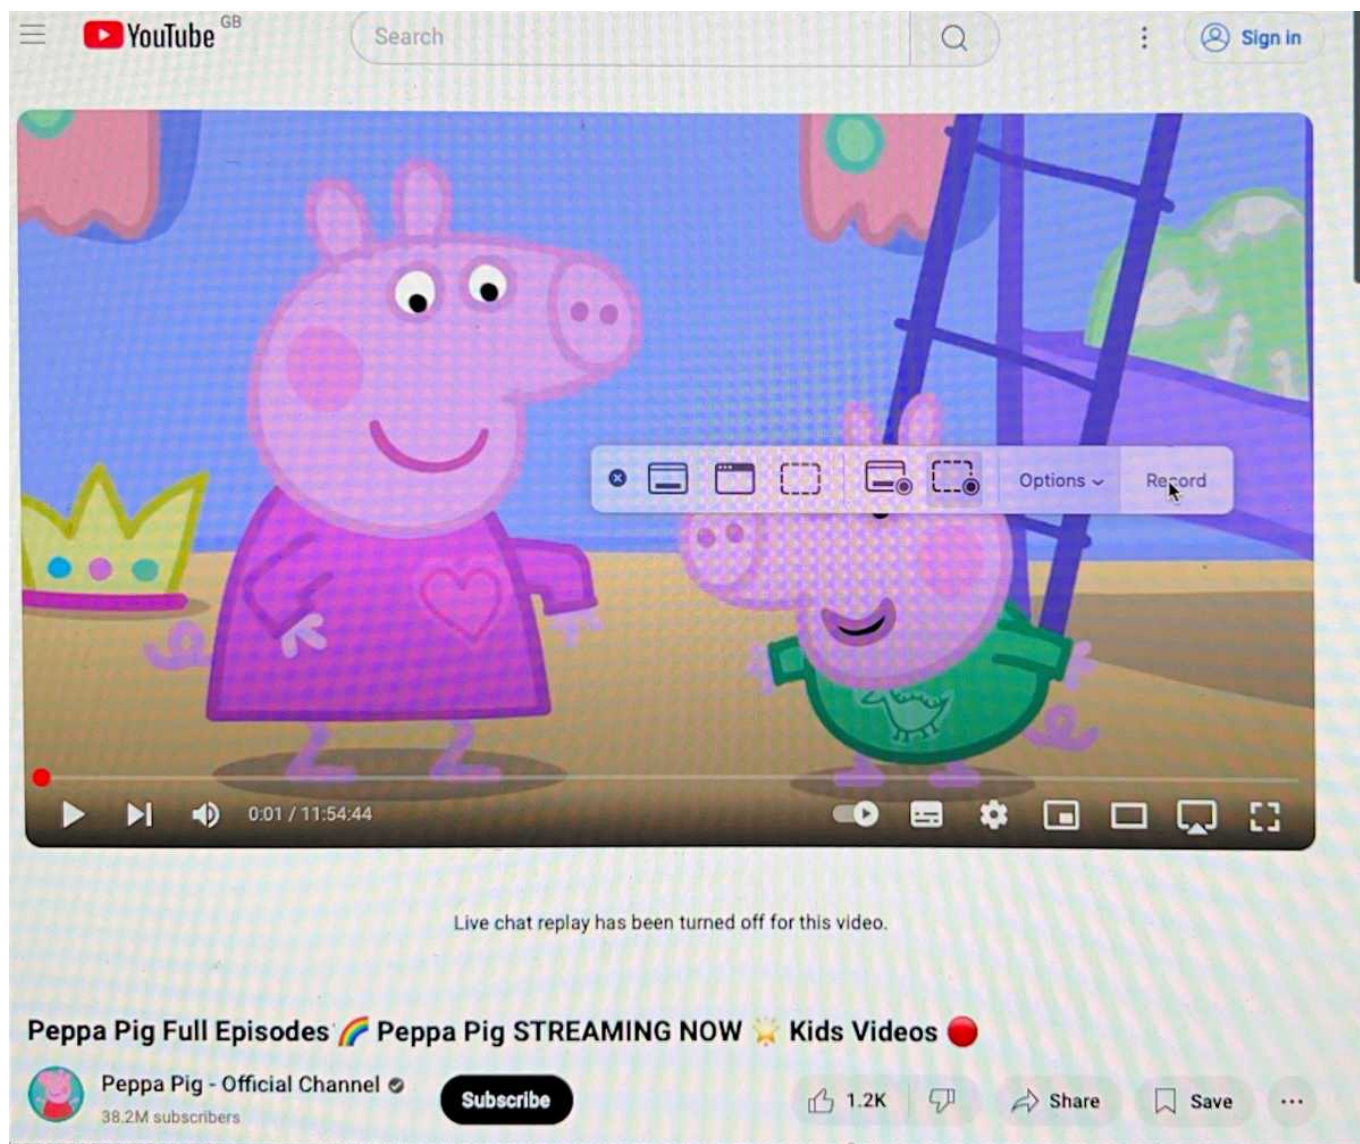 YouTube GB
Search
Sign in
Options
Record
0:01 / 11:54:44
Live chat replay has been turned off for this video.
Peppa Pig Full Episodes 🌈 Peppa Pig STREAMING NOW 🌟 Kids Videos 🔴
Peppa Pig - Official Channel
38.2M subscribers
Subscribe
1.2K
Share
Save